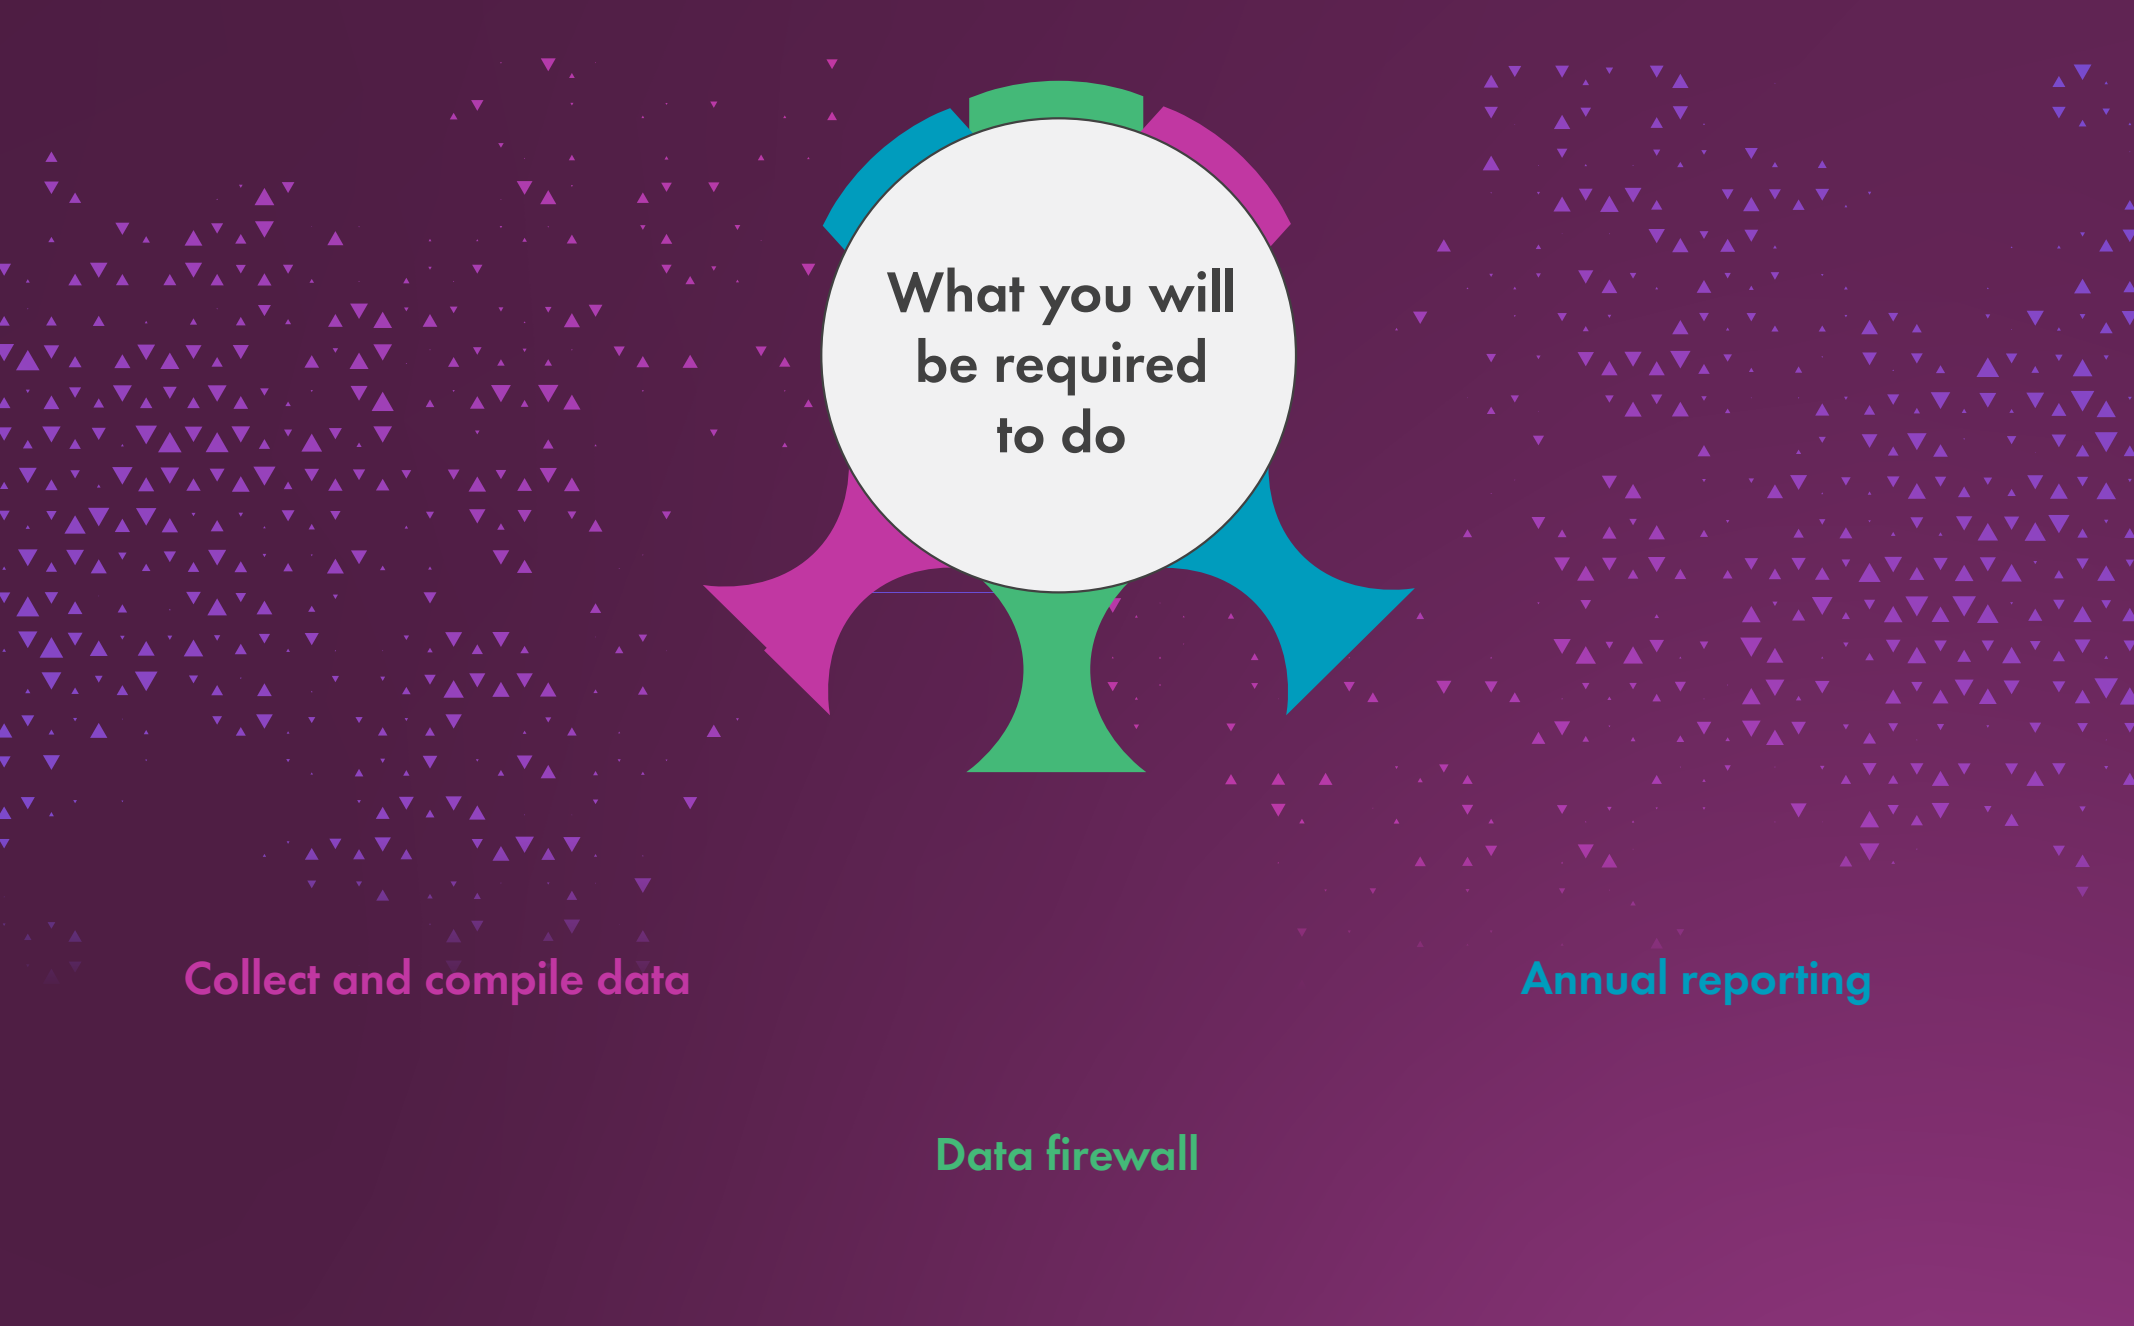 What you will
be required
to do
Collect and compile data
Annual reporting
Data firewall